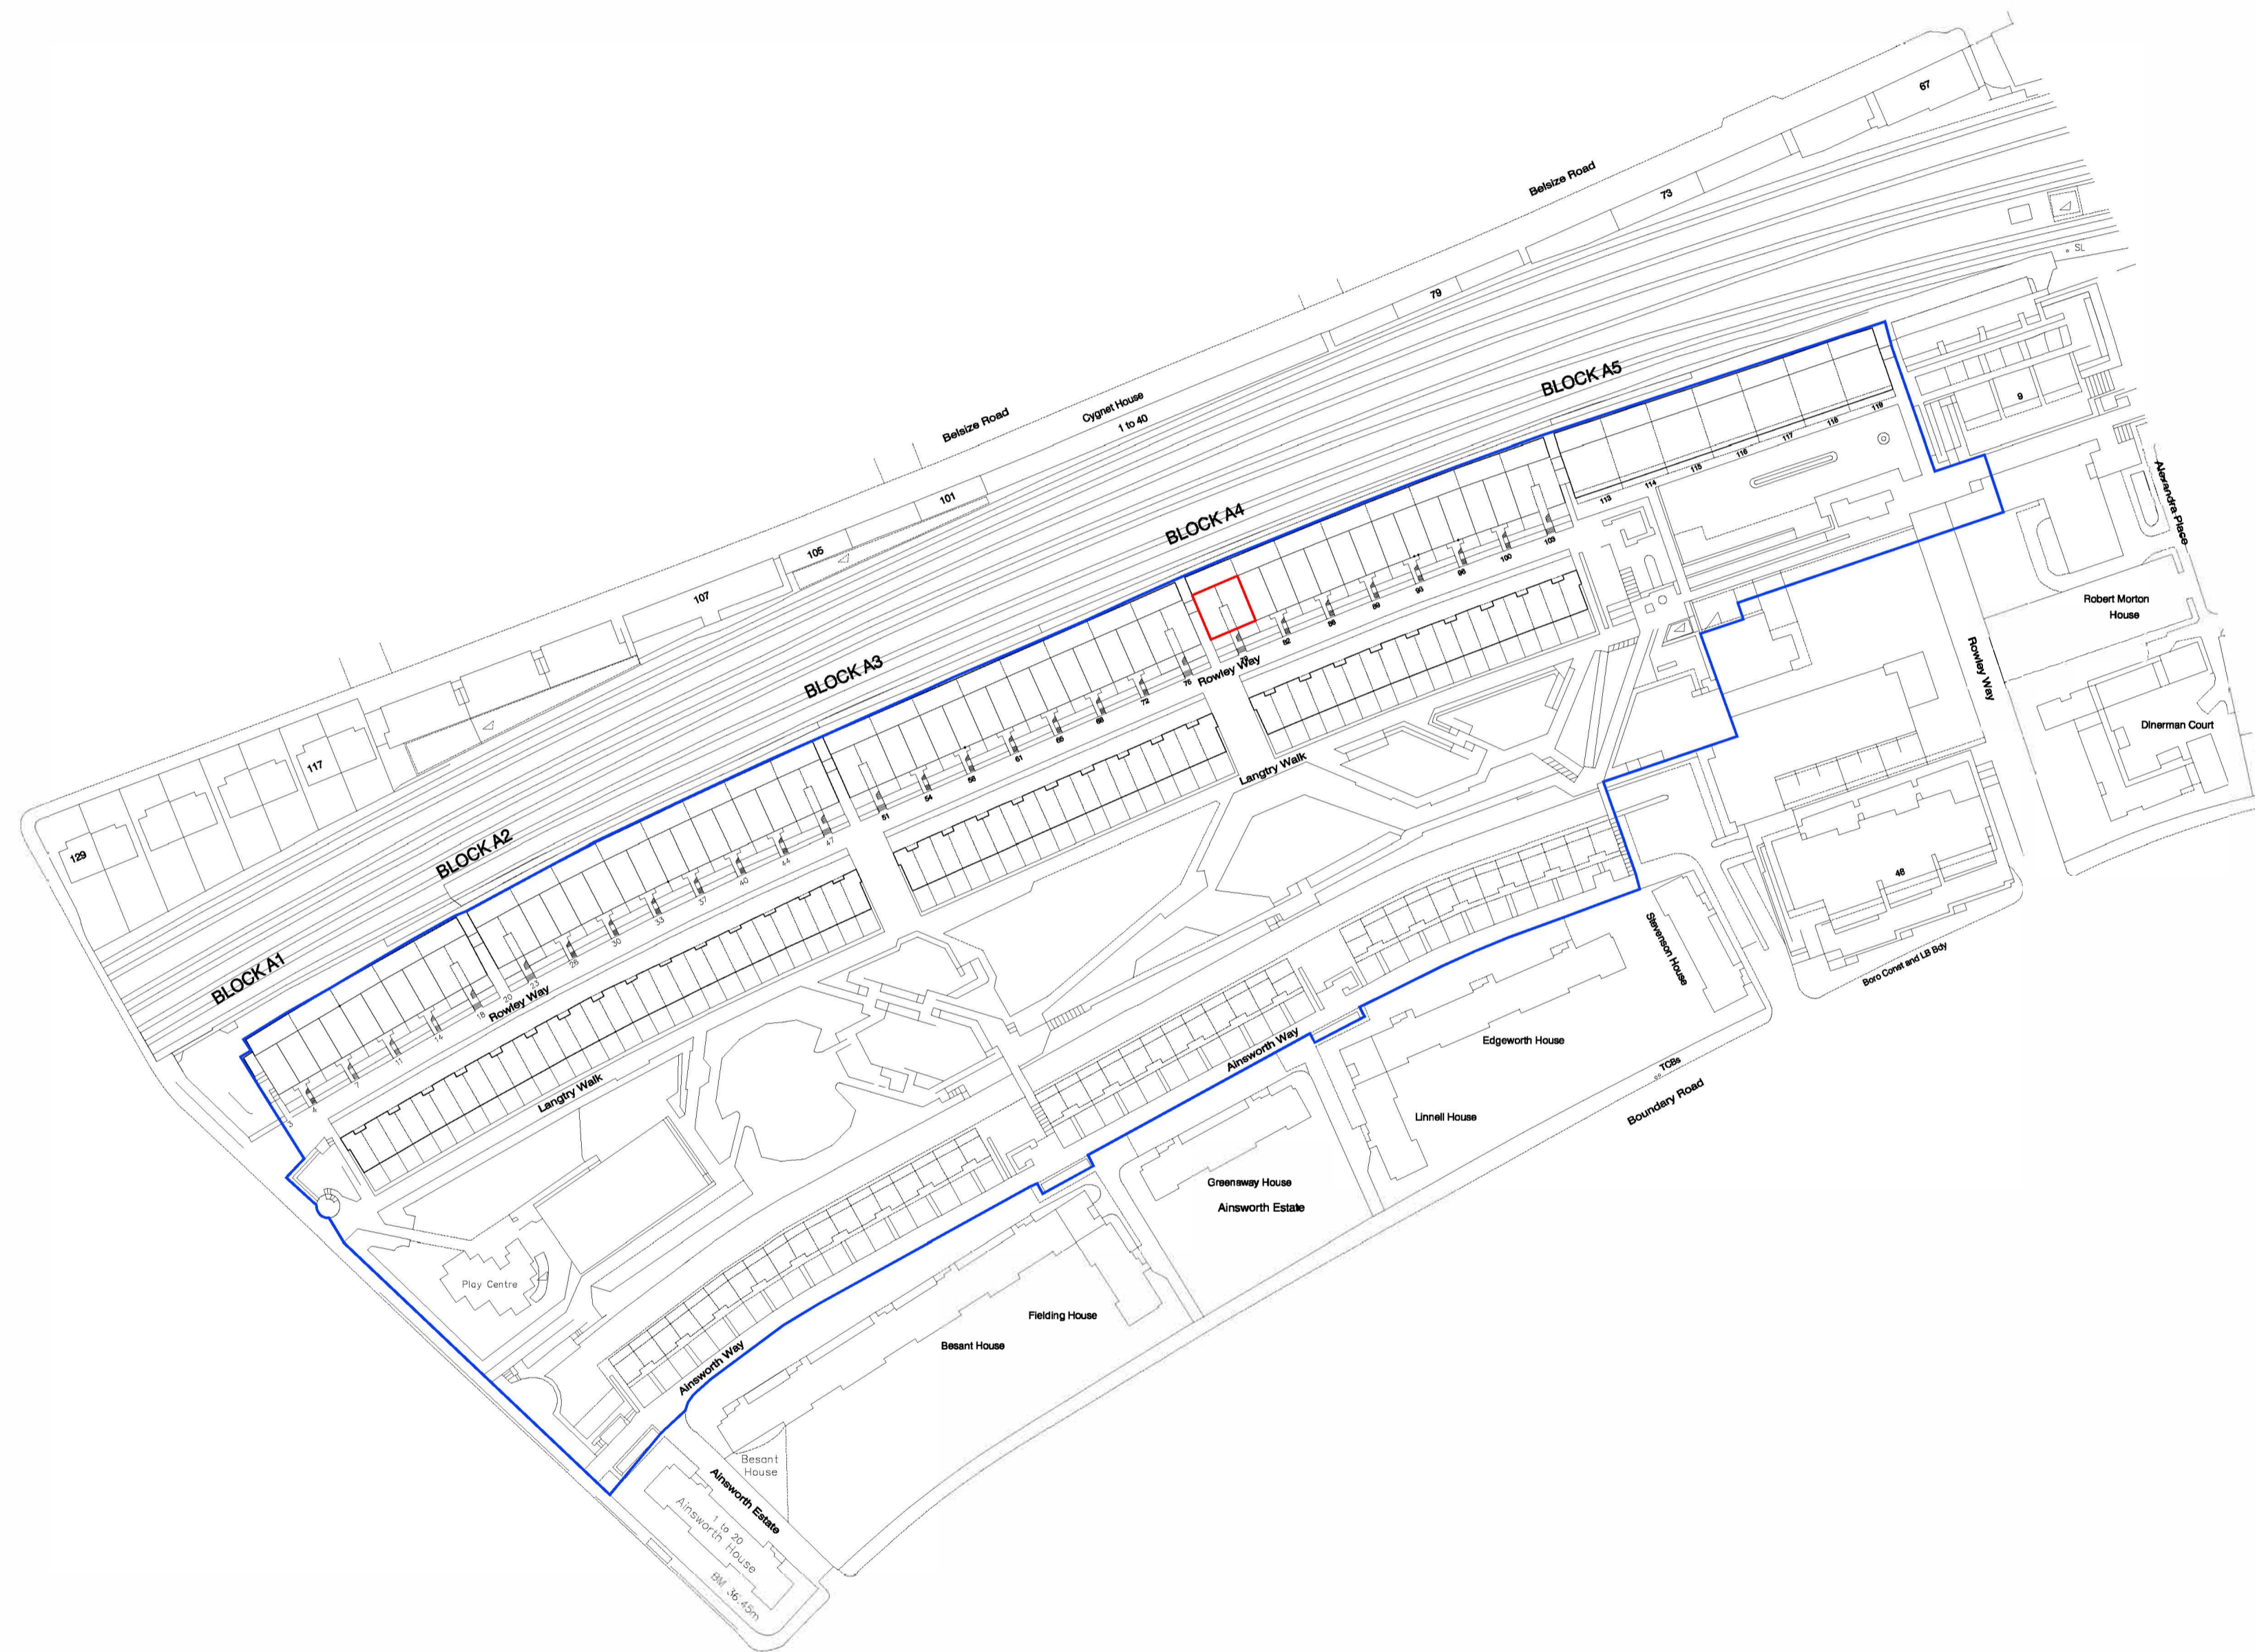 67
Belsize Road
73
SL
79
BLOCK A5
Belsize Road
Cygnet House
1 to 40
9
119
118
117
116
115
114
113
Alexandra Place
101
BLOCK A4
105
107
103
100
96
93
89
86
82
Robert Morton
House
Rowley Way
Rowley Way
BLOCK A3
76
72
68
65
61
58
54
51
Dinerman Court
Langtry Walk
117
129
BLOCK A2
47
44
40
37
33
30
26
23
20
Rowley Way
18
14
11
7
4
3
48
Stevenson House
Boro Const and LB Bdy
BLOCK A1
Edgeworth House
Ainsworth Way
TCBs
Langtry Walk
Linnell House
Boundary Road
Greensway House
Ainsworth Estate
Play Centre
Fielding House
Besant House
Ainsworth Way
Besant
House
Ainsworth Estate
1 to 20
Ainsworth House
BM 36.45m